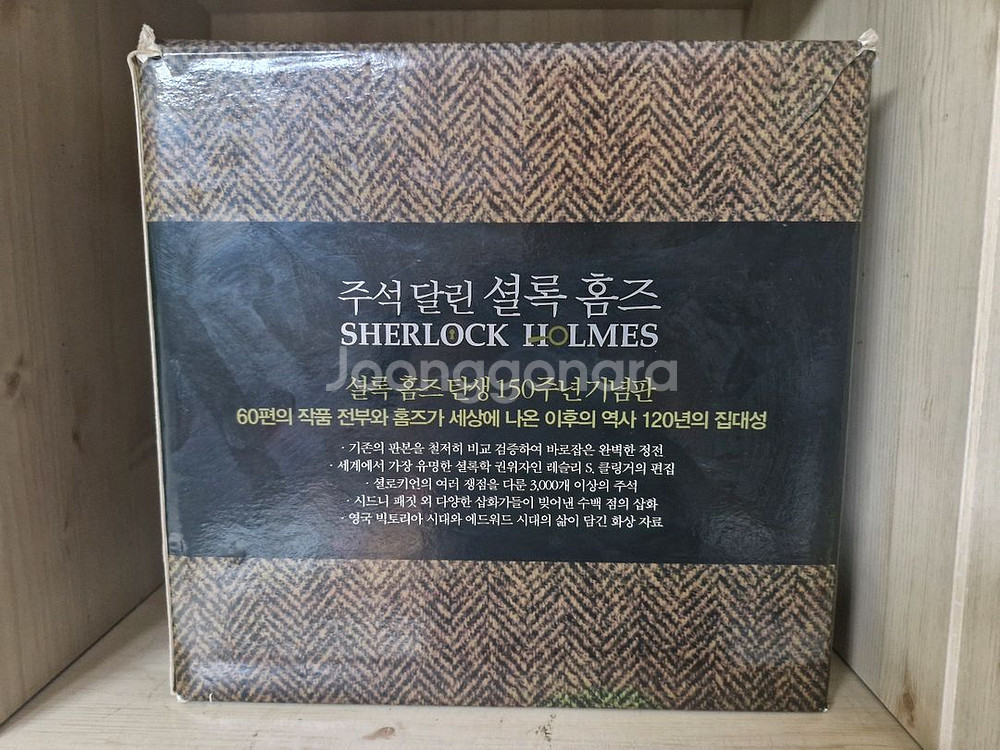 주석 달린 셜록 홈즈
SHERLOCK HOLMES
Joonggonara
셜록 홈즈 탄생 150주년 기념판
60편의 작품 전부와 홈즈가 세상에 나온 이후의 역사 120년의 집대성
· 기존의 판본을 철저히 비교 검증하여 바로잡은 완벽한 정전
· 세계에서 가장 유명한 셜록학 권위자인 레슬리 S. 클링거의 편집
· 셜로키언의 여러 쟁점을 다룬 3,000개 이상의 주석
· 시드니 패짓 외 다양한 삽화가들이 빚어낸 수백 점의 삽화
· 영국 빅토리아 시대와 에드워드 시대의 삶이 담긴 화상 자료